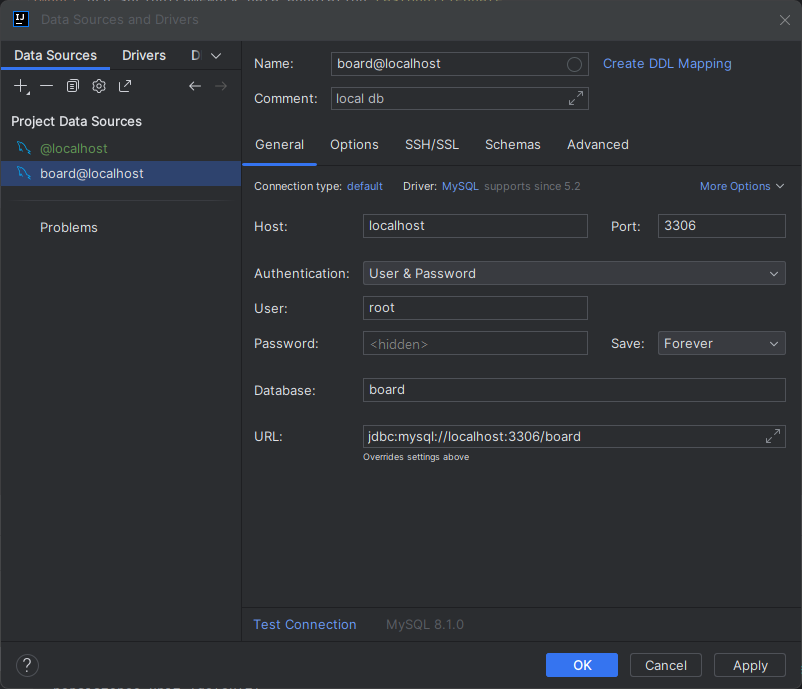 Data Sources and Drivers
Data Sources Drivers D
Project Data Sources
@localhost
board@localhost
Problems
Name: board@localhost Create DDL Mapping
Comment: local db
General Options SSH/SSL Schemas Advanced
Connection type: default Driver: MySQL supports since 5.2 More Options
Host: localhost Port: 3306
Authentication: User & Password
User: root
Password: <hidden> Save: Forever
Database: board
URL: jdbc:mysql://localhost:3306/board
Overrides settings above
Test Connection MySQL 8.1.0
? OK Cancel Apply